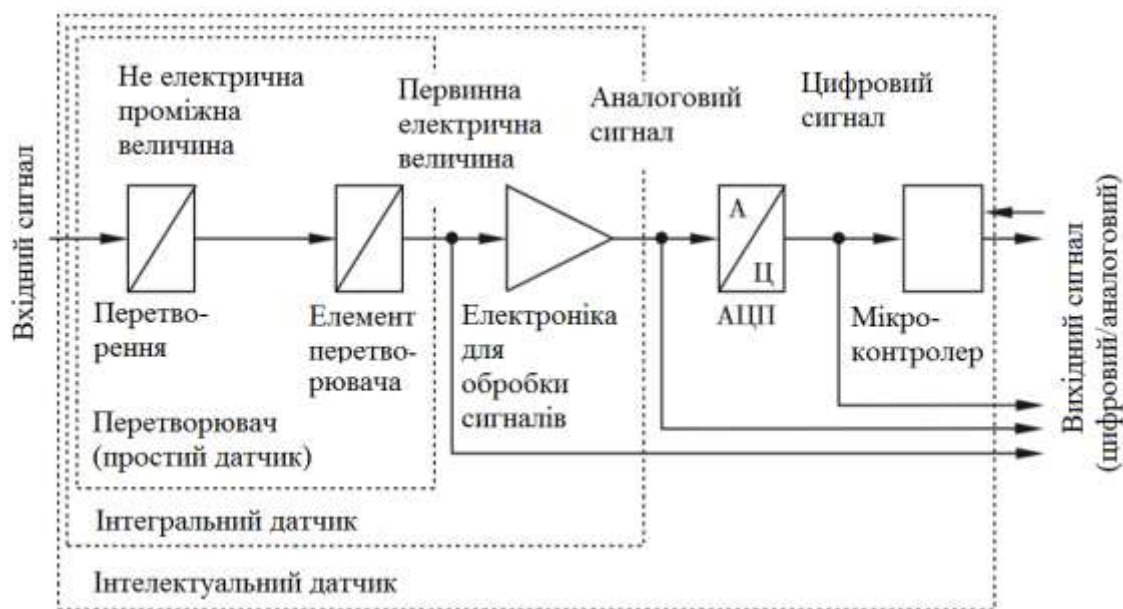 Не електрична
проміжна
величина
Первинна
електрична
величина
Аналоговий
сигнал
Цифровий
сигнал
Вхідний сигнал
А
Ц
Перетво-
рення
Елемент
перетво-
рювача
Електроніка
для
обробки
сигналів
АЦП
Мікро-
контролер
Вихідний сигнал
(цифровий/аналоговий)
Перетворювач
(простий датчик)
Інтегральний датчик
Інтелектуальний датчик